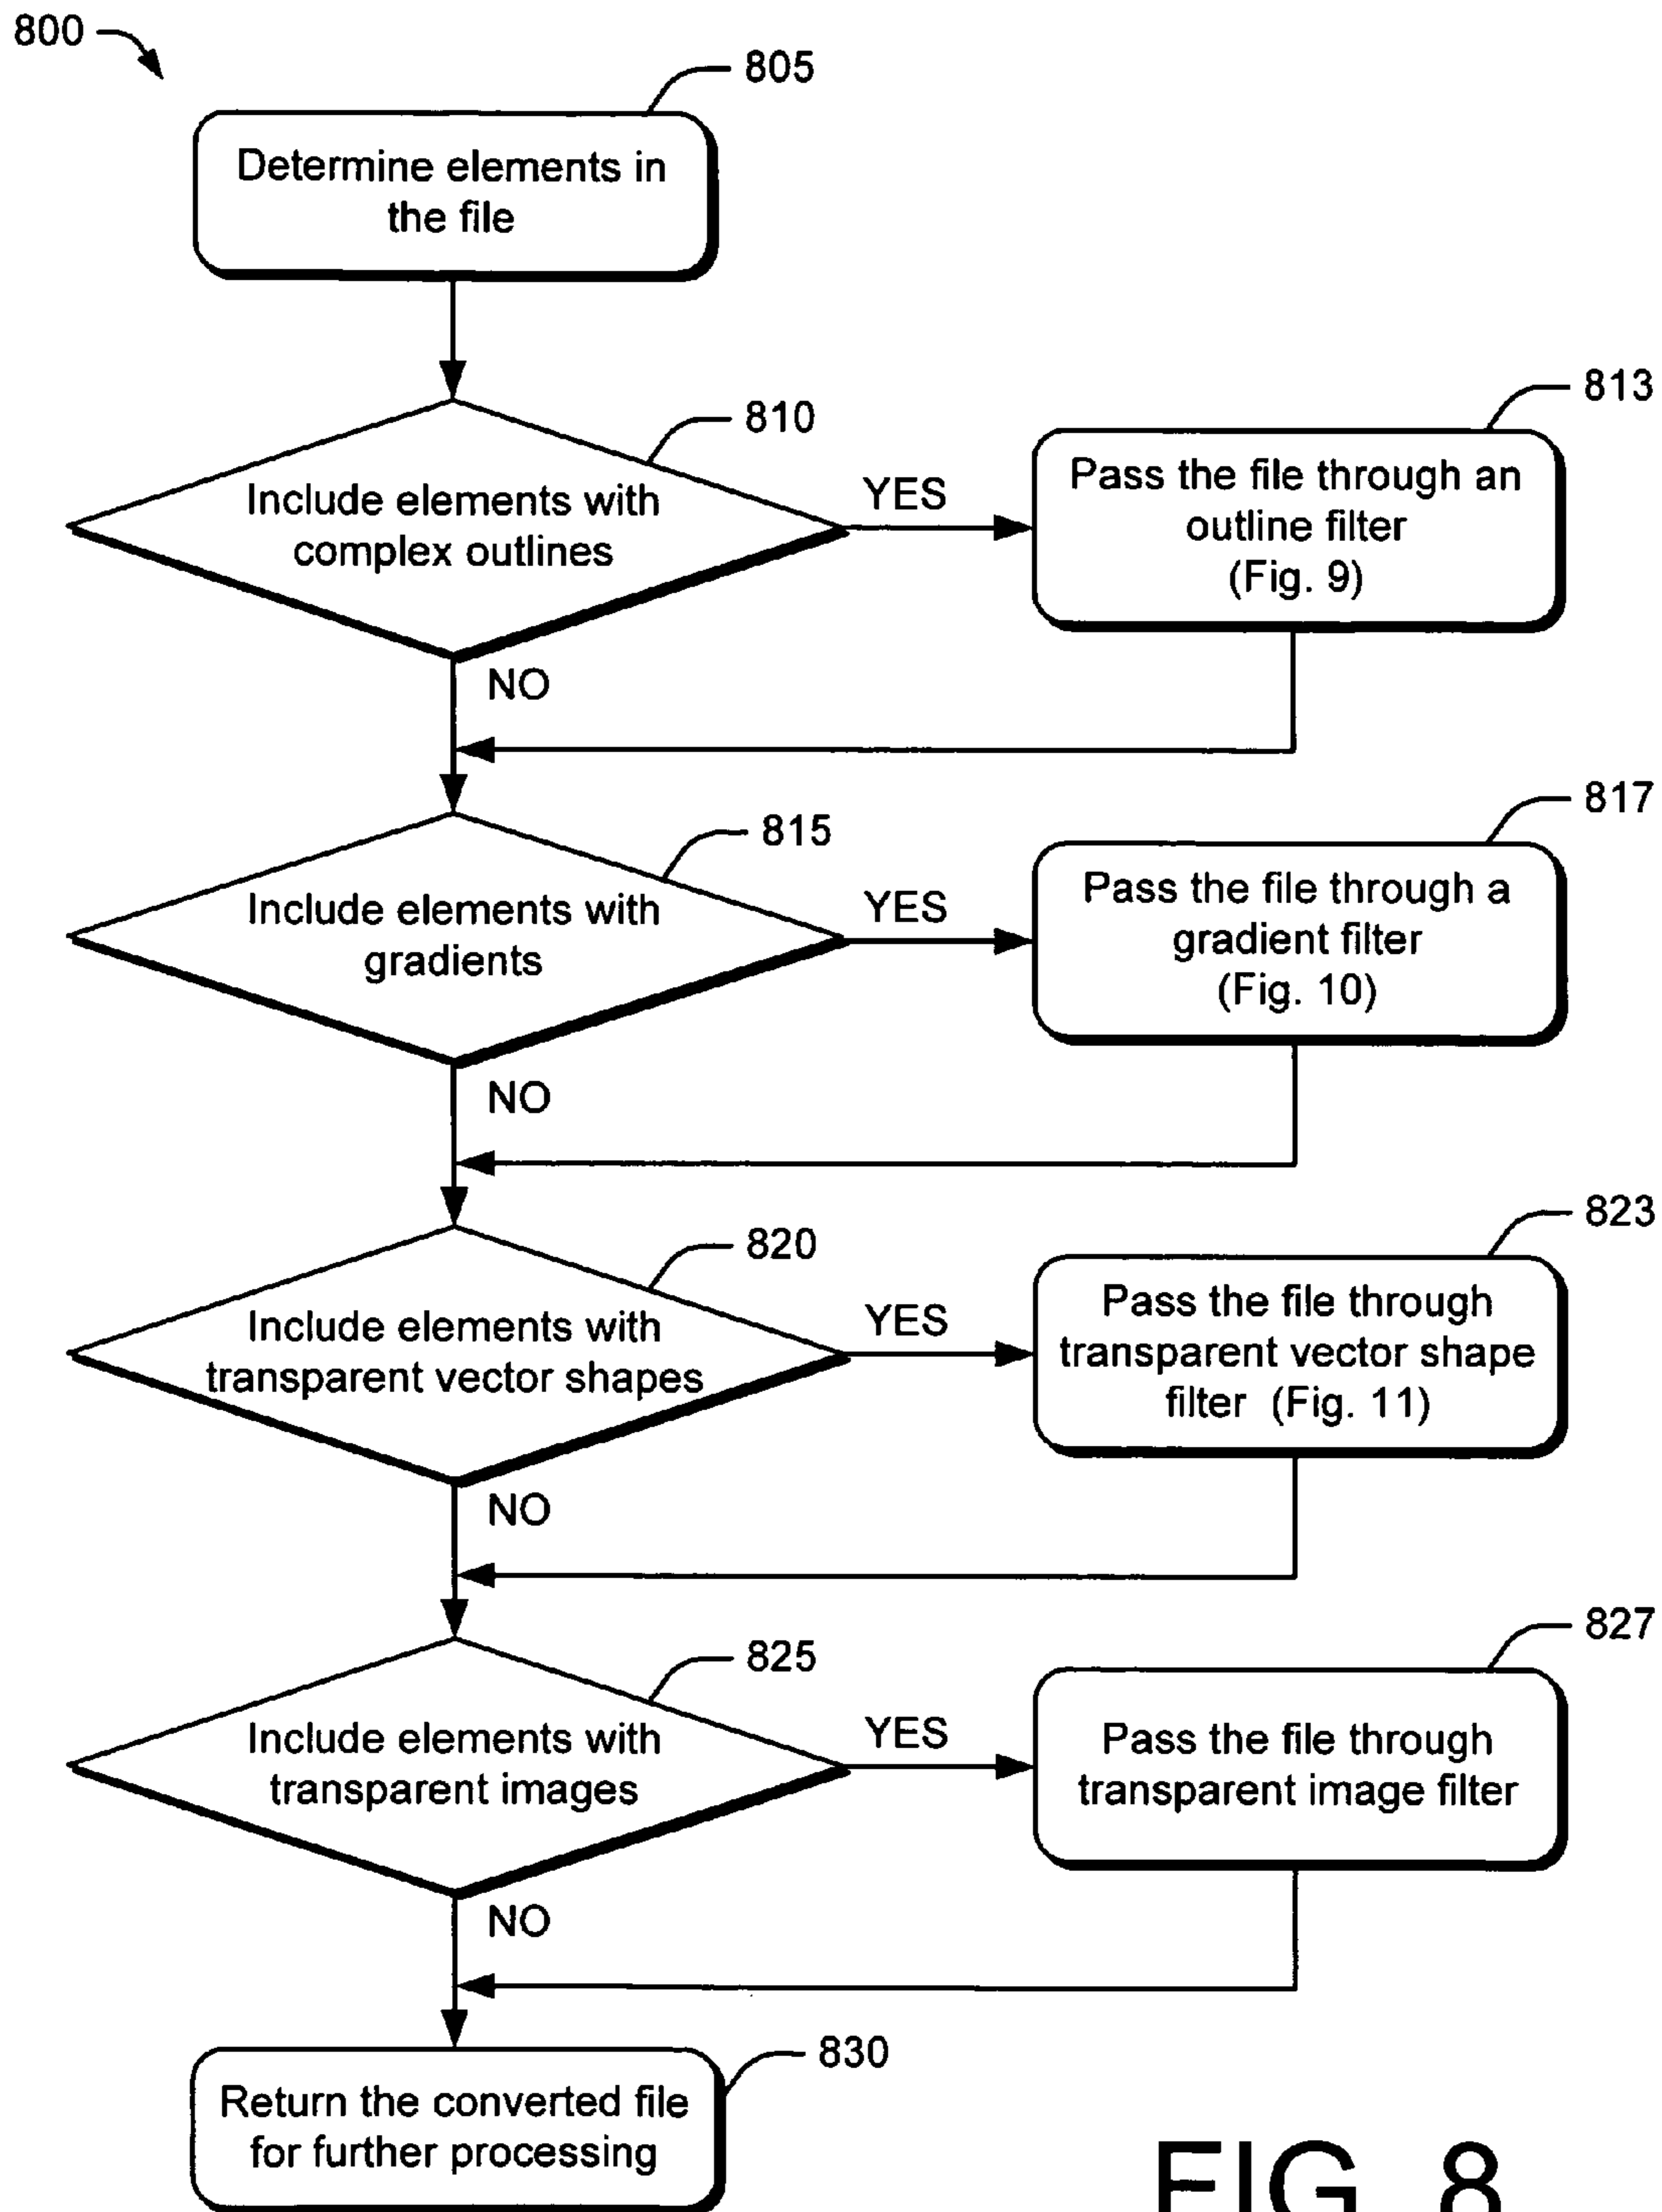 800
805
Determine elements in
the file
810
Include elements with
complex outlines
YES
813
Pass the file through an
outline filter
(Fig. 9)
NO
815
Include elements with
gradients
YES
817
Pass the file through a
gradient filter
(Fig. 10)
NO
820
Include elements with
transparent vector shapes
YES
823
Pass the file through
transparent vector shape
filter (Fig. 11)
NO
825
Include elements with
transparent images
YES
827
Pass the file through
transparent image filter
NO
830
Return the converted file
for further processing
FIG. 8